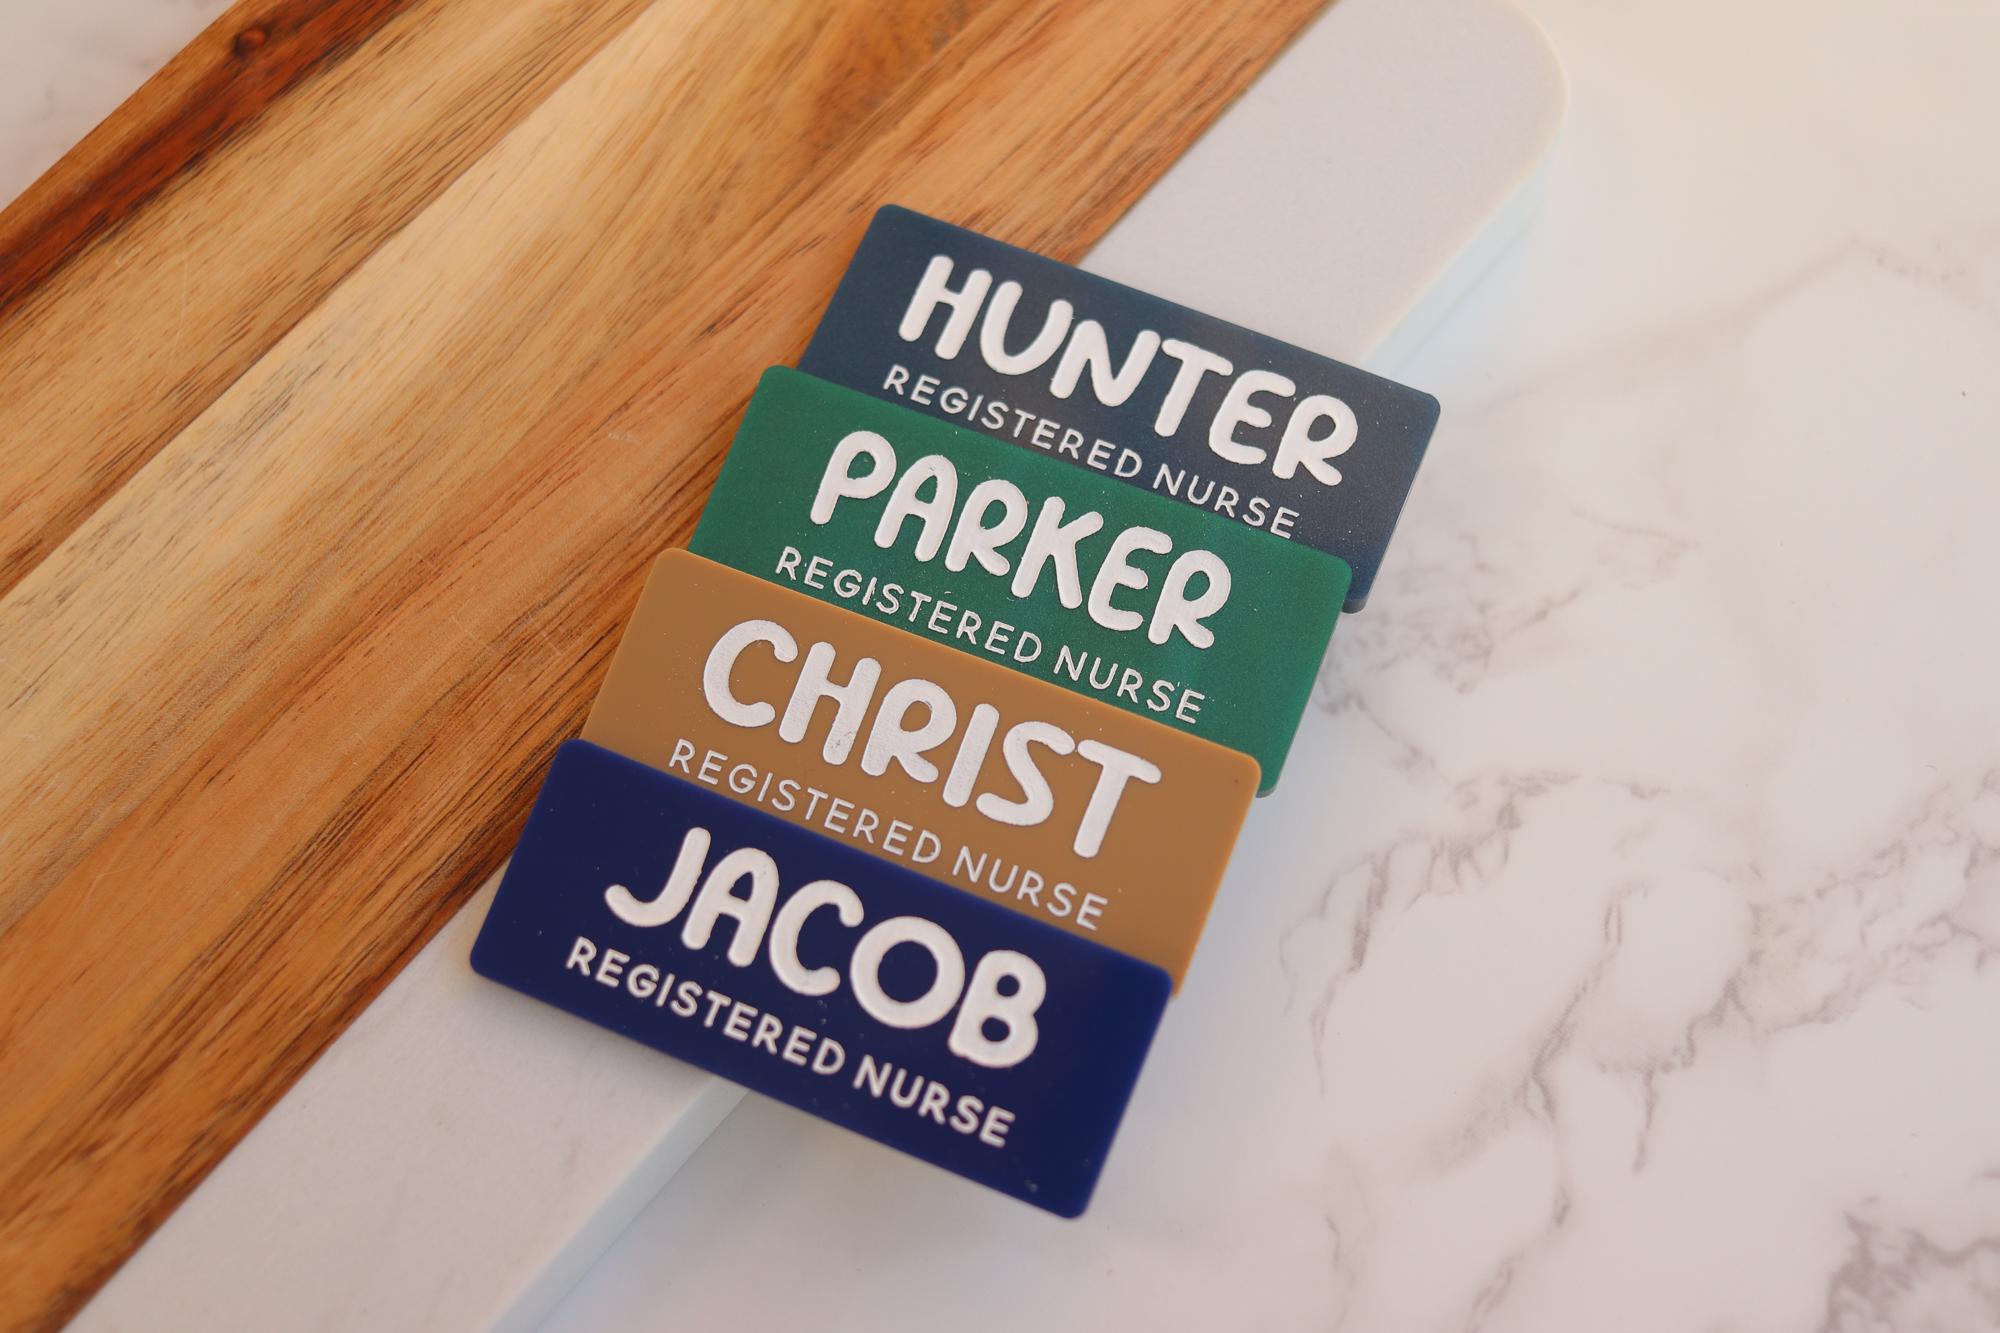 HUNTER
REGISTERED NURSE
PARKER
REGISTERED NURSE
CHRIST
REGISTERED NURSE
JACOB
REGISTERED NURSE